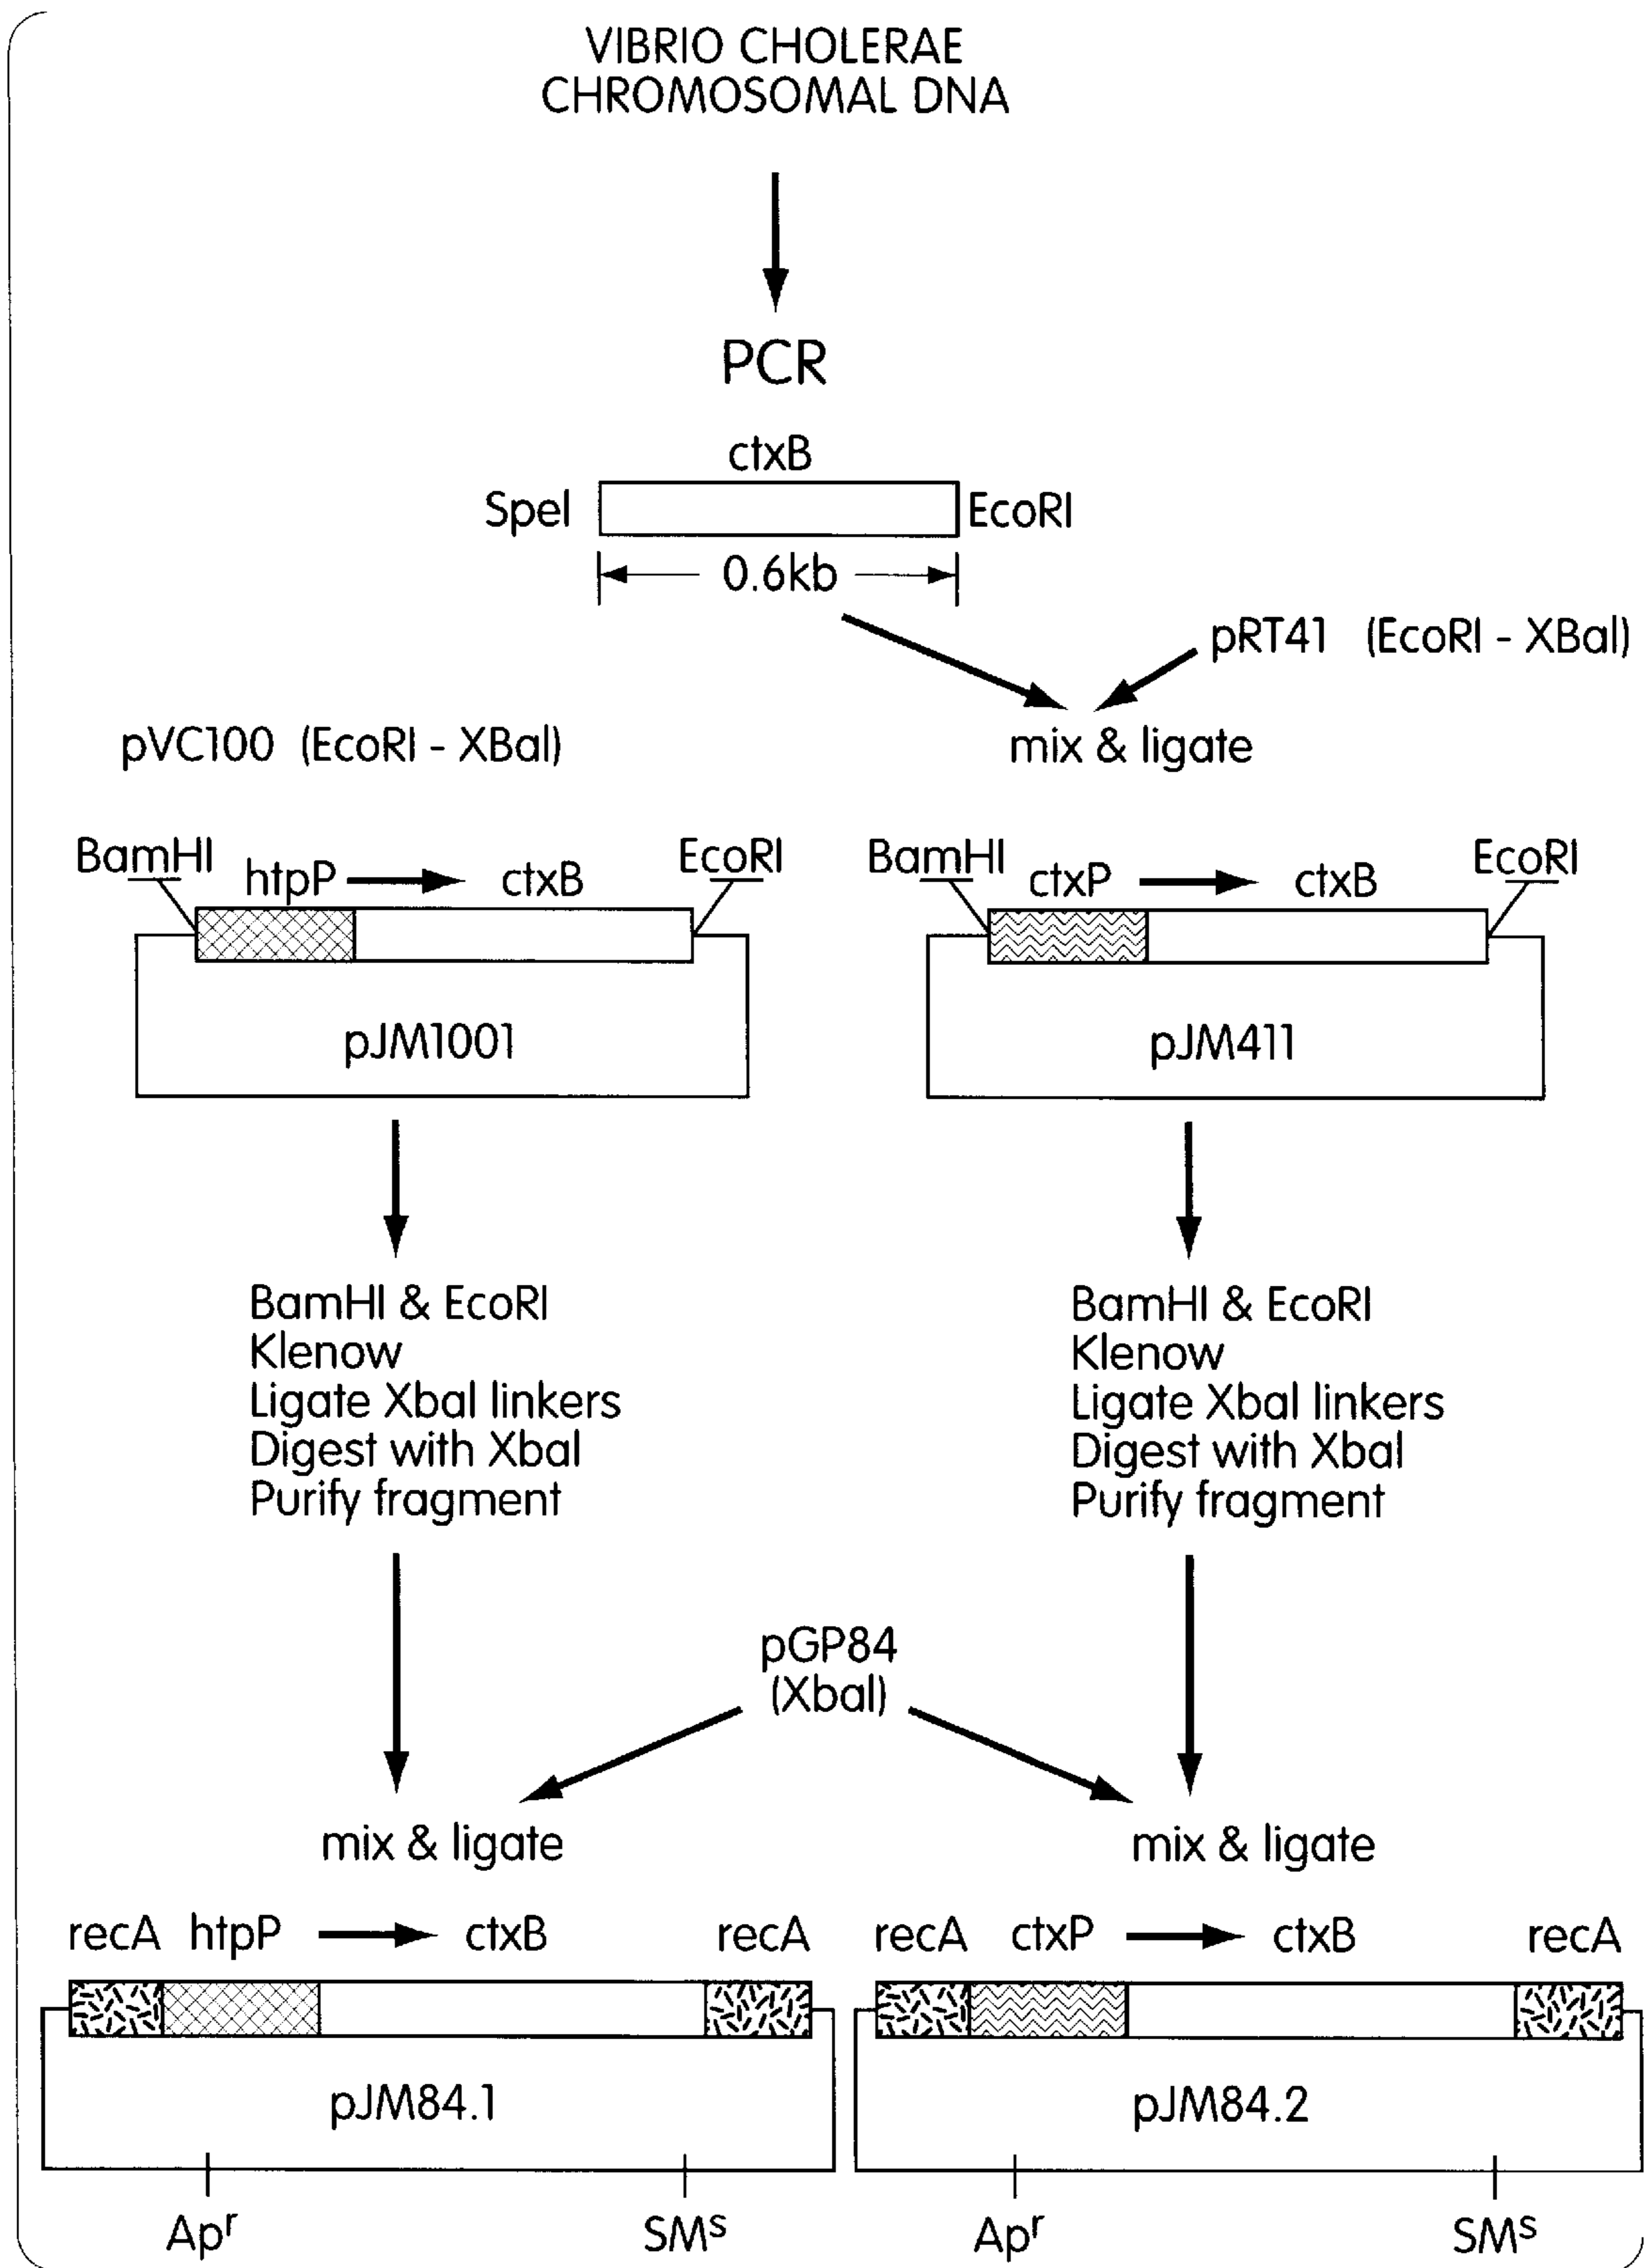 VIBRIO CHOLERAE
CHROMOSOMAL DNA
PCR
ctxB
SpeI
EcoRI
0.6kb
pRT41 (EcoRI - XBaI)
pVC100 (EcoRI - XBaI)
mix & ligate
BamHI
htpP
ctxB
EcoRI
pJM1001
BamHI
ctxP
ctxB
EcoRI
pJM411
BamHI & EcoRI
Klenow
Ligate XbaI linkers
Digest with XbaI
Purify fragment
BamHI & EcoRI
Klenow
Ligate XbaI linkers
Digest with XbaI
Purify fragment
pGP84
(XbaI)
mix & ligate
mix & ligate
recA htpP ctxB recA
pJM84.1
Apʳ SMˢ
recA ctxP ctxB recA
pJM84.2
Apʳ SMˢ